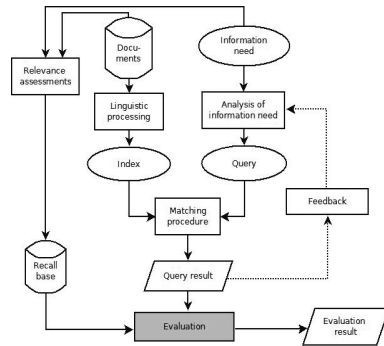 Docu-
ments
Information
need
Relevance
assessments
Linguistic
processing
Analysis of
information need
Index
Query
Feedback
Matching
procedure
Recall
base
Query result
Evaluation
Evaluation
result